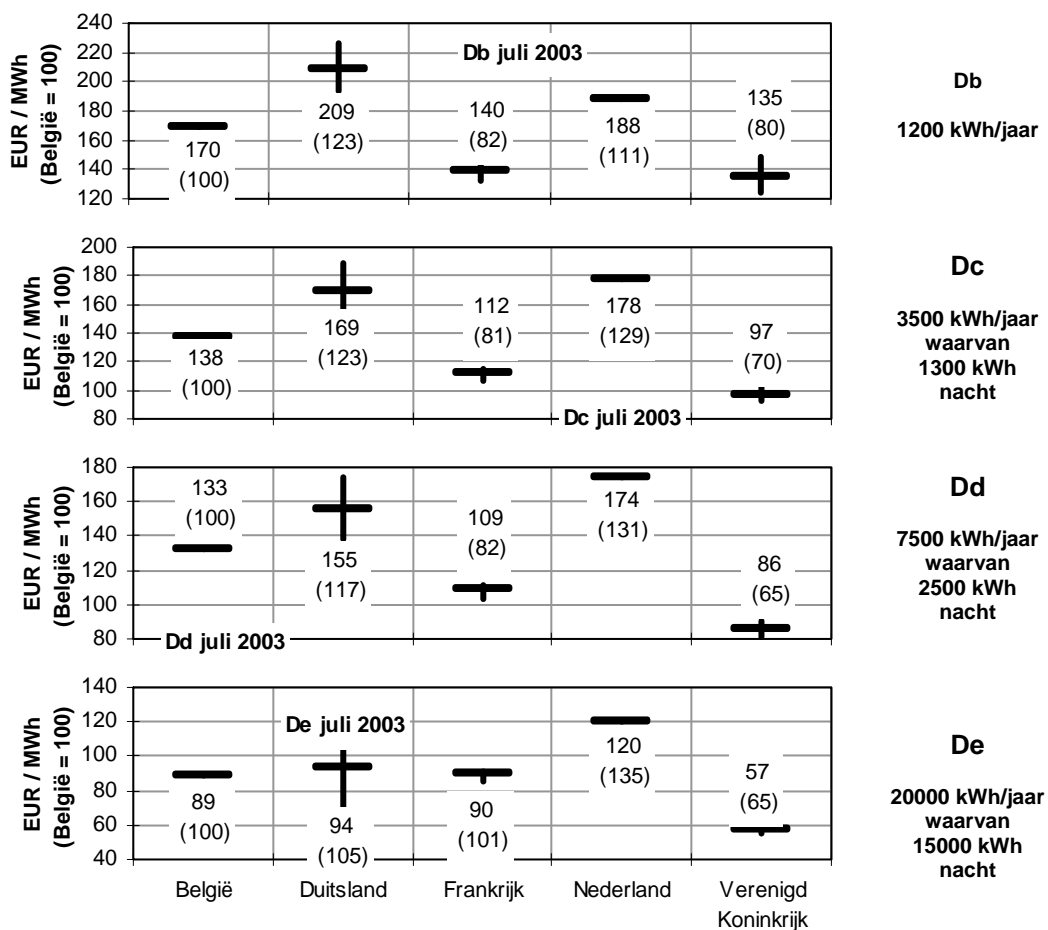 EUR / MWh
(België = 100)
240
220
200
180
160
140
120
Db juli 2003
170
(100)
209
(123)
140
(82)
188
(111)
135
(80)
Db
1200 kWh/jaar
EUR / MWh
(België = 100)
200
180
160
140
120
100
80
138
(100)
169
(123)
112
(81)
178
(129)
97
(70)
Dc juli 2003
Dc
3500 kWh/jaar
waarvan
1300 kWh
nacht
EUR / MWh
(België = 100)
180
160
140
120
100
80
133
(100)
155
(117)
109
(82)
174
(131)
86
(65)
Dd juli 2003
Dd
7500 kWh/jaar
waarvan
2500 kWh
nacht
EUR / MWh
(België = 100)
140
120
100
80
60
40
De juli 2003
89
(100)
94
(105)
90
(101)
120
(135)
57
(65)
De
20000 kWh/jaar
waarvan
15000 kWh
nacht
België
Duitsland
Frankrijk
Nederland
Verenigd
Koninkrijk